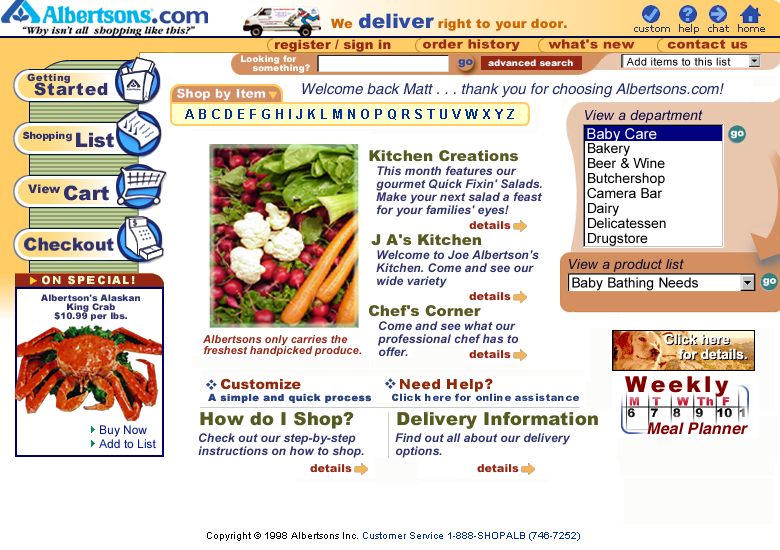 Albertsons.com
"Why isn't all shopping like this?"
We deliver right to your door.
custom help chat home
register / sign in order history what's new contact us
Looking for something?
go
advanced search
Add items to this list
Getting Started
Shopping List
View Cart
Checkout
ON SPECIAL!
Albertson's Alaskan
King Crab
$10.99 per lbs.
Buy Now
Add to List
Shop by Item
Welcome back Matt . . . thank you for choosing Albertsons.com!
A B C D E F G H I J K L M N O P Q R S T U V W X Y Z
Albertsons only carries the
freshest handpicked produce.
Kitchen Creations
This month features our
gourmet Quick Fixin' Salads.
Make your next salad a feast
for your families' eyes!
details
J A's Kitchen
Welcome to Joe Albertson's
Kitchen. Come and see our
wide variety
details
Chef's Corner
Come and see what our
professional chef has to
offer.
details
Customize
A simple and quick process
Need Help?
Click here for online assistance
How do I Shop?
Check out our step-by-step
instructions on how to shop.
details
Delivery Information
Find out all about our delivery
options.
details
View a department
Baby Care
Bakery
Beer & Wine
Butchershop
Camera Bar
Dairy
Delicatessen
Drugstore
go
View a product list
Baby Bathing Needs
go
Click here
for details.
Weekly
M T W Th F
6 7 8 9 10 1
Meal Planner
Copyright © 1998 Albertsons Inc. Customer Service 1-888-SHOPALB (746-7252)